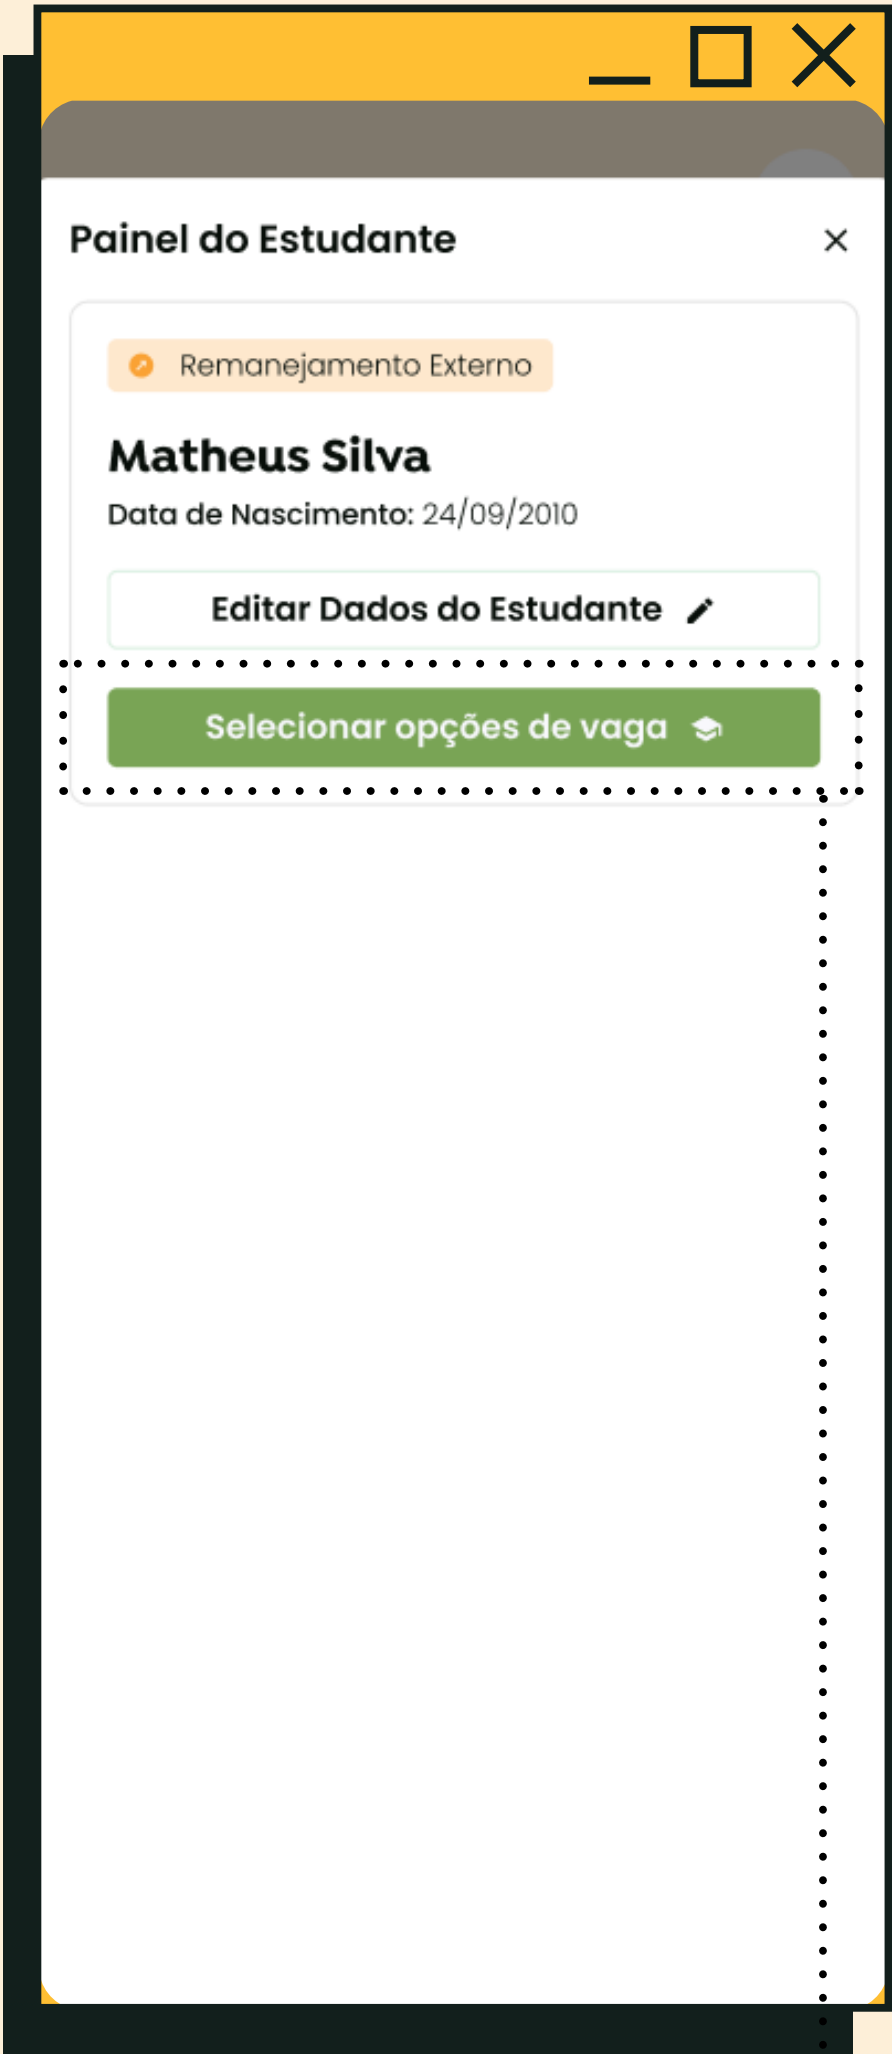 Painel do Estudante
Remanejamento Externo
Matheus Silva
Data de Nascimento: 24/09/2010
Editar Dados do Estudante
Selecionar opções de vaga